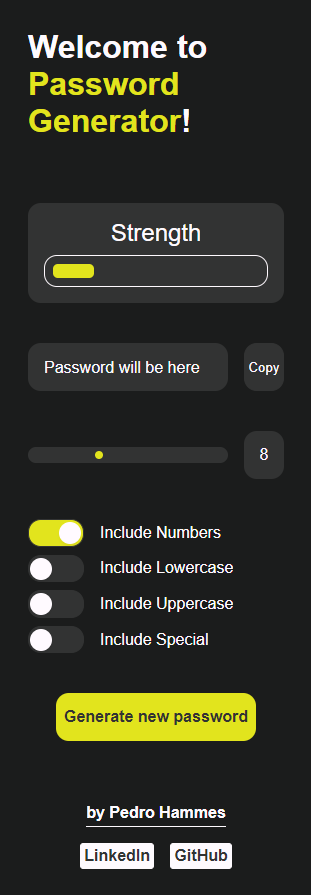 Welcome to
Password
Generator!
Strength
Password will be here
Copy
8
Include Numbers
Include Lowercase
Include Uppercase
Include Special
Generate new password
by Pedro Hammes
LinkedIn
GitHub